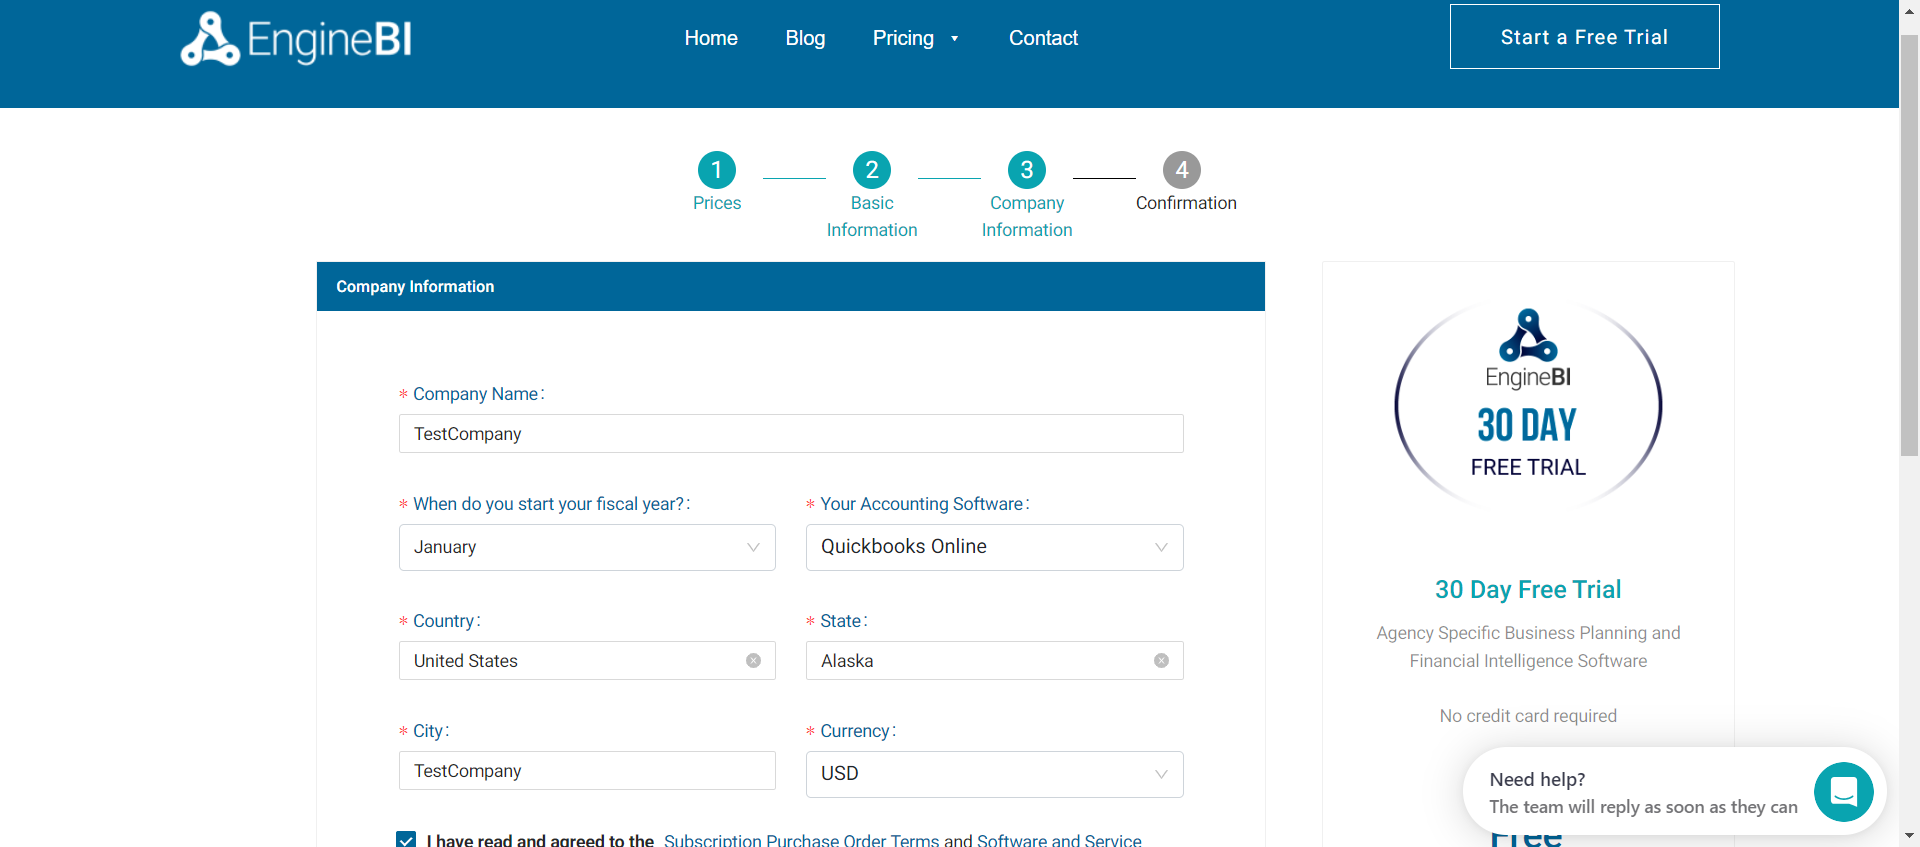 EngineBI
Home Blog Pricing Contact
Start a Free Trial
1 2 3 4
Prices Basic Information Company Information Confirmation
Company Information
* Company Name:
TestCompany
* When do you start your fiscal year?:
January
* Your Accounting Software:
Quickbooks Online
* Country:
United States
* State:
Alaska
* City:
TestCompany
* Currency:
USD
I have read and agreed to the Subscription Purchase Order Terms and Software and Service
EngineBI
30 DAY
FREE TRIAL
30 Day Free Trial
Agency Specific Business Planning and
Financial Intelligence Software
No credit card required
Need help?
The team will reply as soon as they can
Free